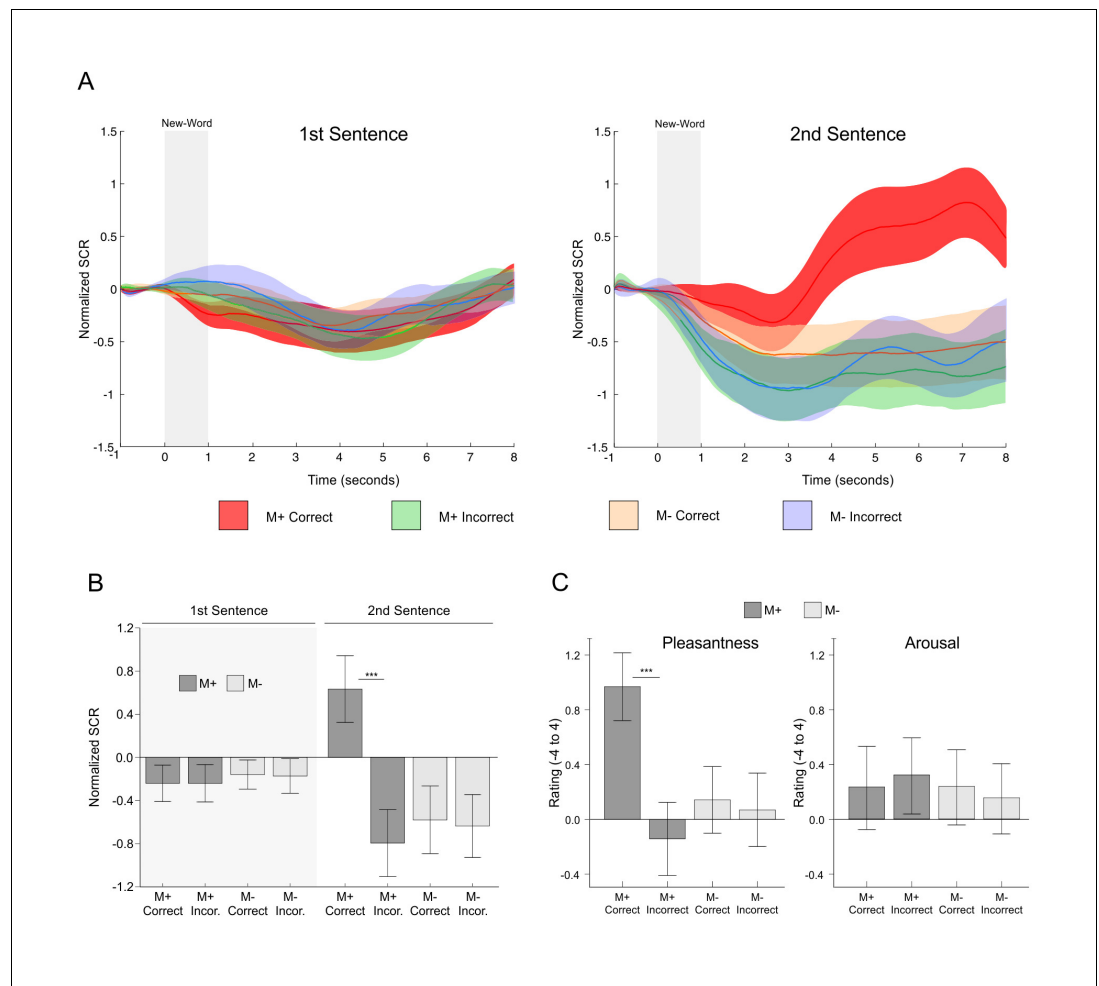 A
New-Word
1st Sentence
New-Word
2nd Sentence
1.5
1
0.5
0
-0.5
-1
-1.5
Normalized SCR
-1 0 1 2 3 4 5 6 7 8
Time (seconds)
1.5
1
0.5
0
-0.5
-1
-1.5
Normalized SCR
-1 0 1 2 3 4 5 6 7 8
Time (seconds)
M+ Correct
M+ Incorrect
M- Correct
M- Incorrect
B
1st Sentence
2nd Sentence
1.2
0.8
0.4
0.0
-0.4
-0.8
-1.2
Normalized SCR
M+
M-
***
M+ M+ M- M- M+ M+ M- M-
Correct Incor. Correct Incor. Correct Incor. Correct Incor.
C
M+
M-
Pleasantness
1.2
0.8
0.4
0.0
-0.4
Rating (-4 to 4)
***
M+ M+ M- M-
Correct Incorrect Correct Incorrect
Arousal
1.2
0.8
0.4
0.0
-0.4
Rating (-4 to 4)
M+ M+ M- M-
Correct Incorrect Correct Incorrect